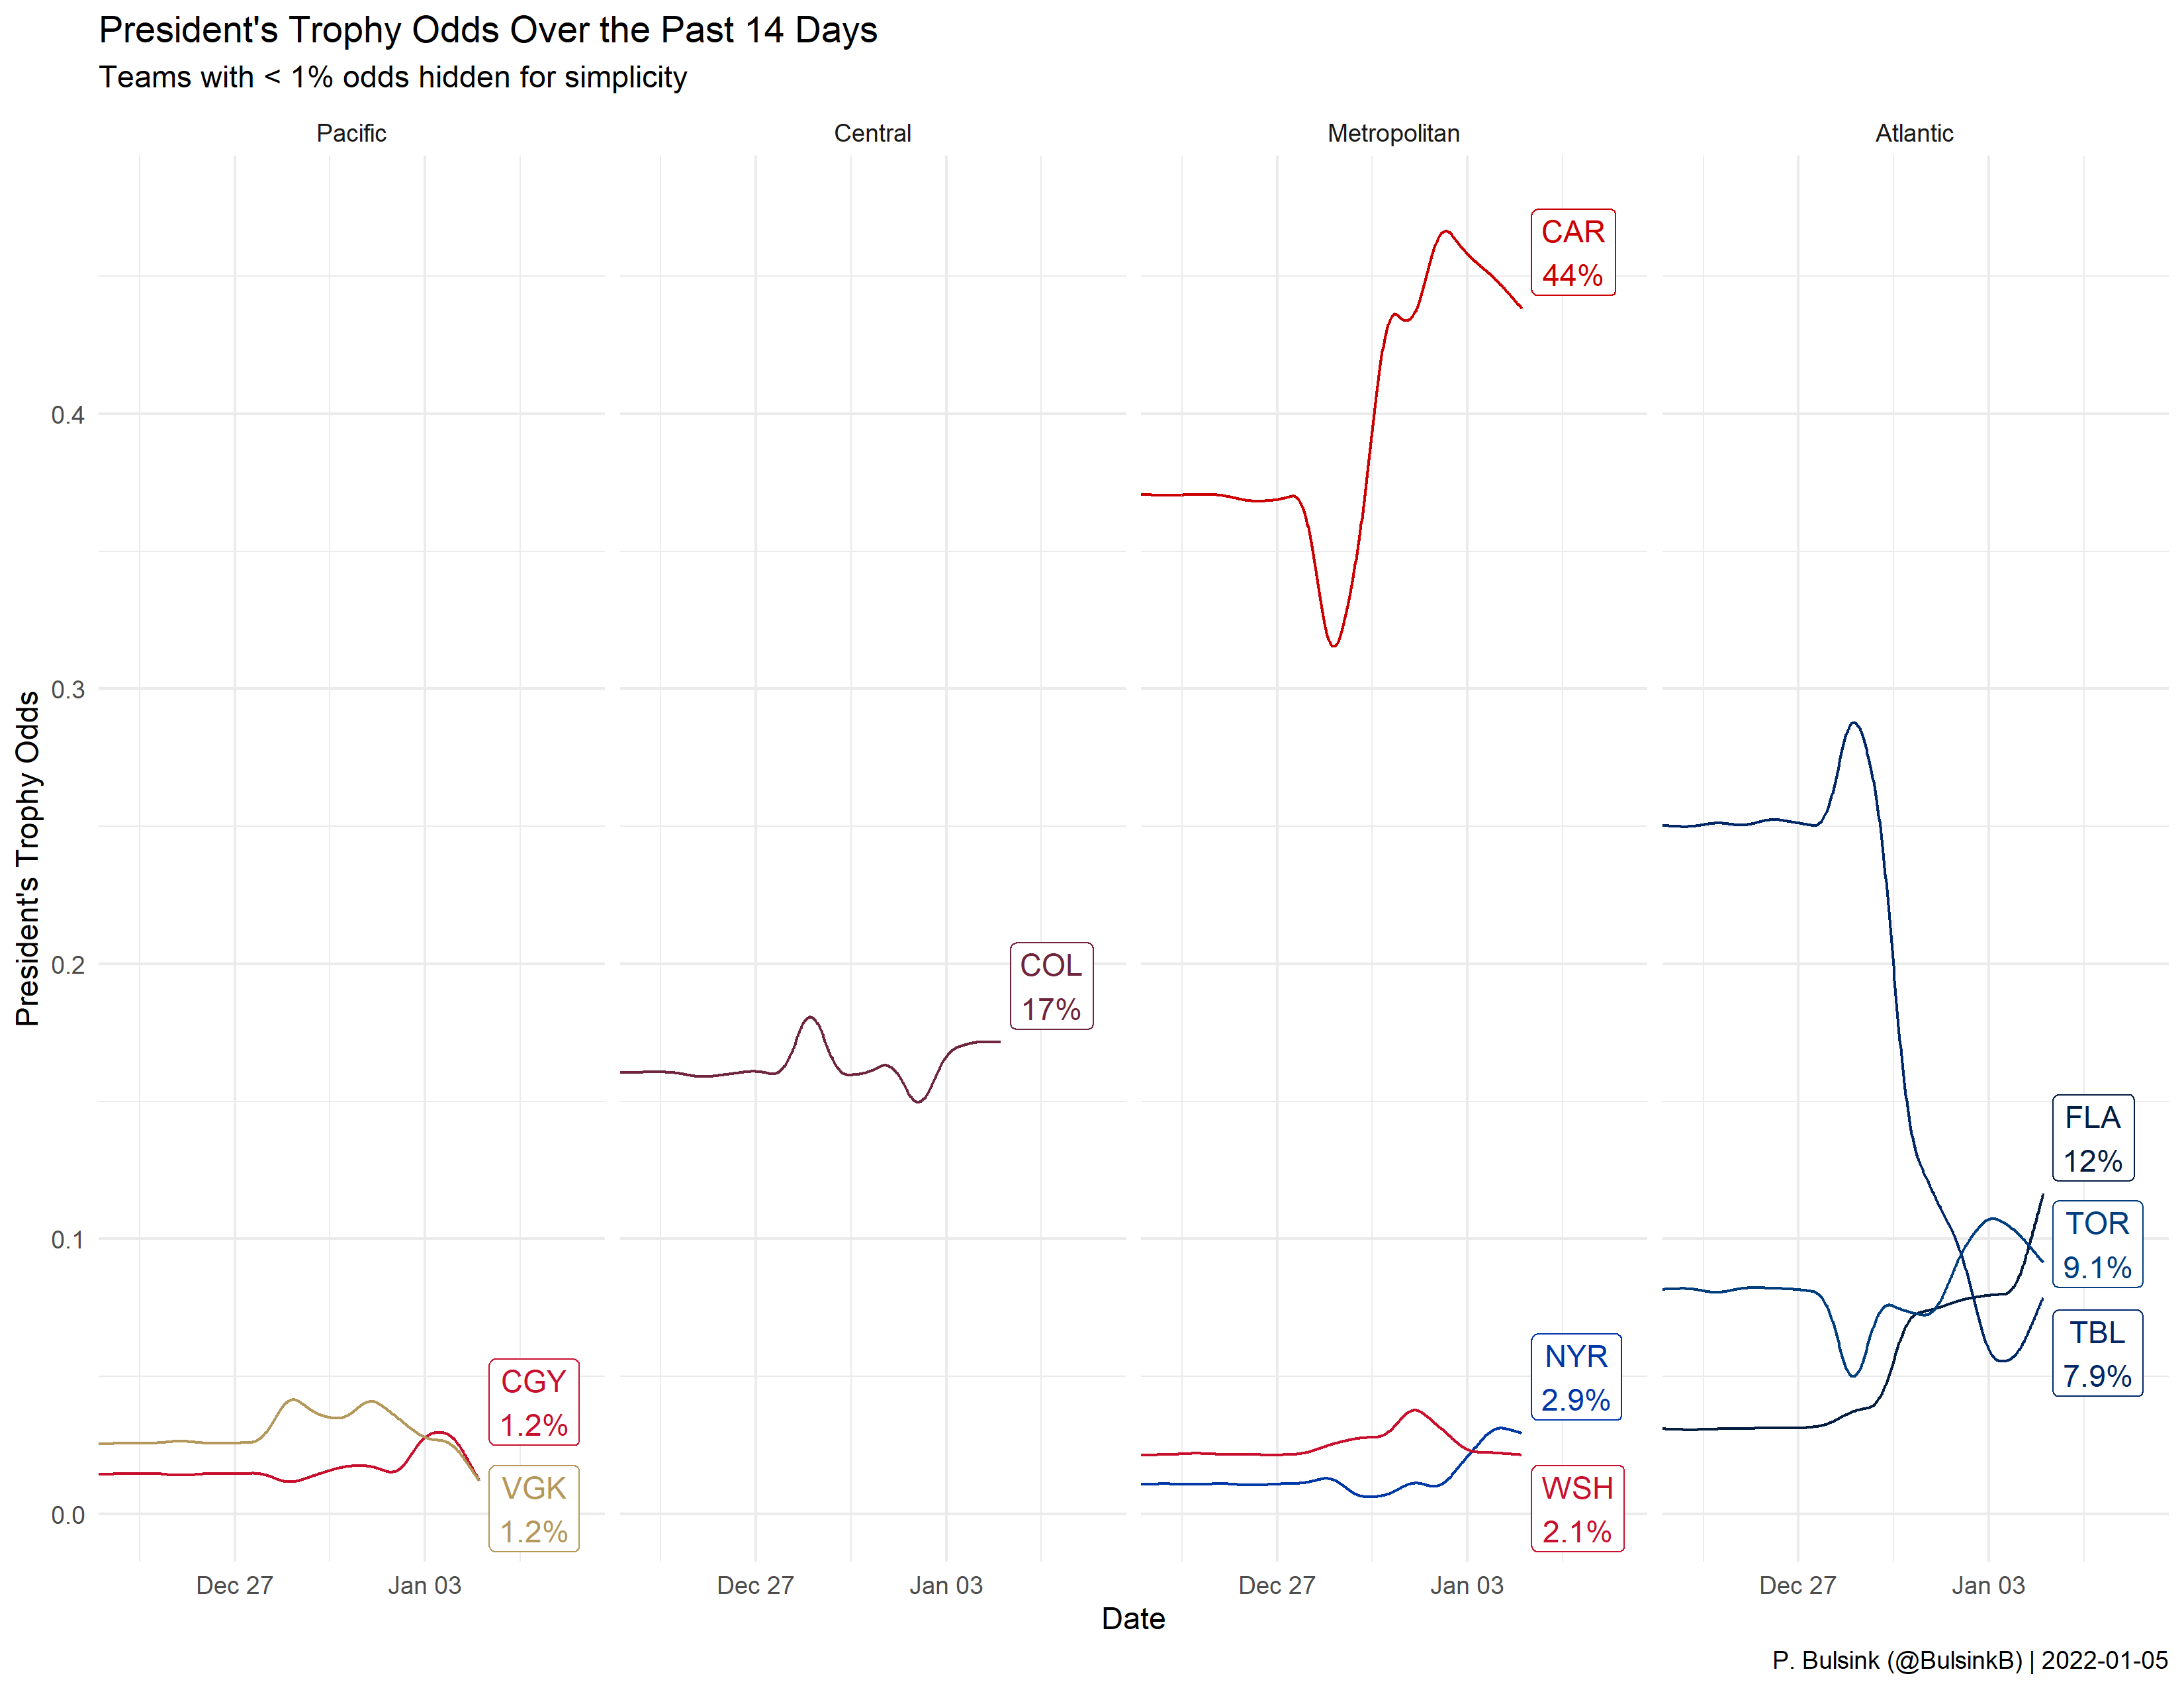 President's Trophy Odds Over the Past 14 Days
Teams with < 1% odds hidden for simplicity
Pacific
Central
Metropolitan
Atlantic
President's Trophy Odds
0.4
0.3
0.2
0.1
0.0
CGY
1.2%
VGK
1.2%
COL
17%
CAR
44%
NYR
2.9%
WSH
2.1%
FLA
12%
TOR
9.1%
TBL
7.9%
Dec 27
Jan 03
Dec 27
Jan 03
Dec 27
Jan 03
Dec 27
Jan 03
Date
P. Bulsink (@BulsinkB) | 2022-01-05